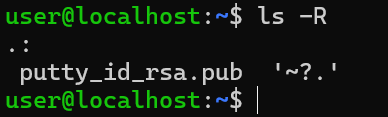 user@localhost:~$ ls -R
.:
 putty_id_rsa.pub  '~?.'
user@localhost:~$